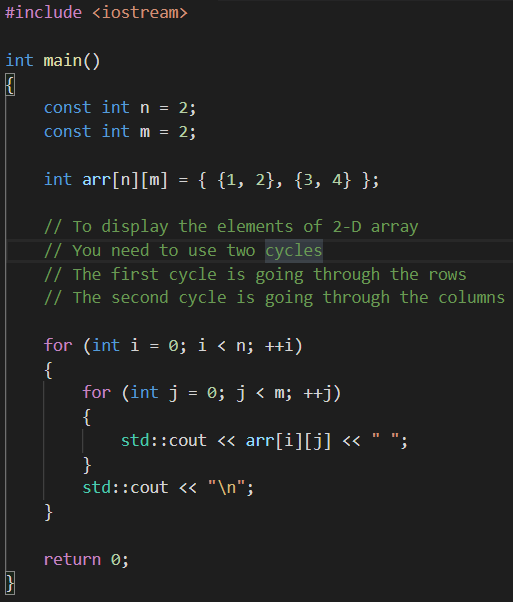 #include <iostream>
int main()
{
const int n = 2;
const int m = 2;
int arr[n][m] = { {1, 2}, {3, 4} };
// To display the elements of 2-D array
// You need to use two cycles
// The first cycle is going through the rows
// The second cycle is going through the columns
for (int i = 0; i < n; ++i)
{
for (int j = 0; j < m; ++j)
{
std::cout << arr[i][j] << " ";
}
std::cout << "\n";
}
return 0;
}